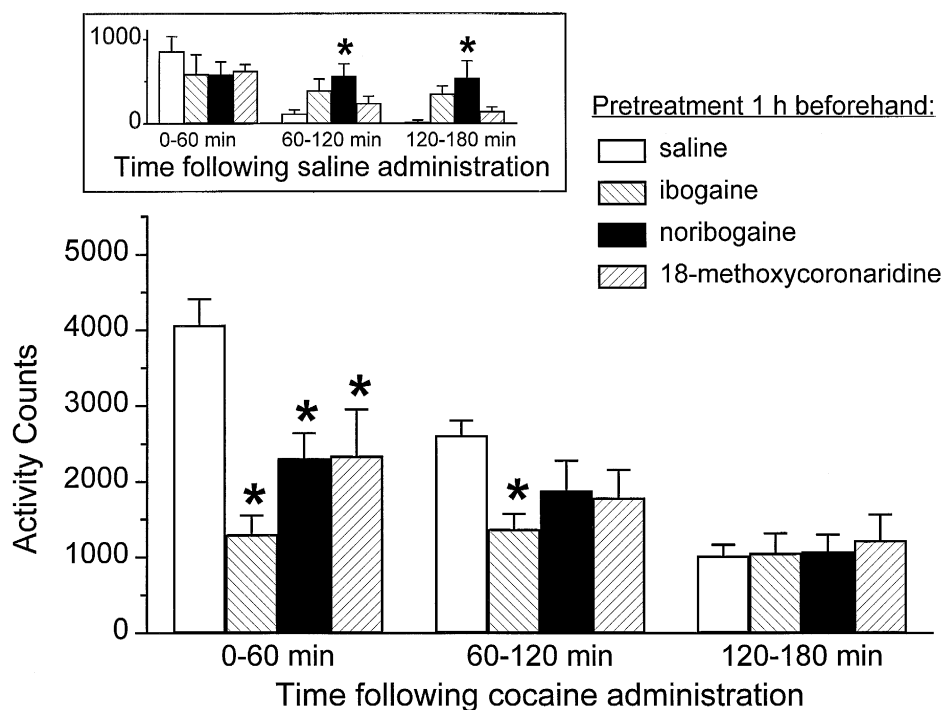 1000
0
* *
0-60 min 60-120 min 120-180 min
Time following saline administration
Pretreatment 1 h beforehand:
saline
ibogaine
noribogaine
18-methoxycoronaridine
Activity Counts
5000
4000
3000
2000
1000
0
* * *
*
0-60 min 60-120 min 120-180 min
Time following cocaine administration